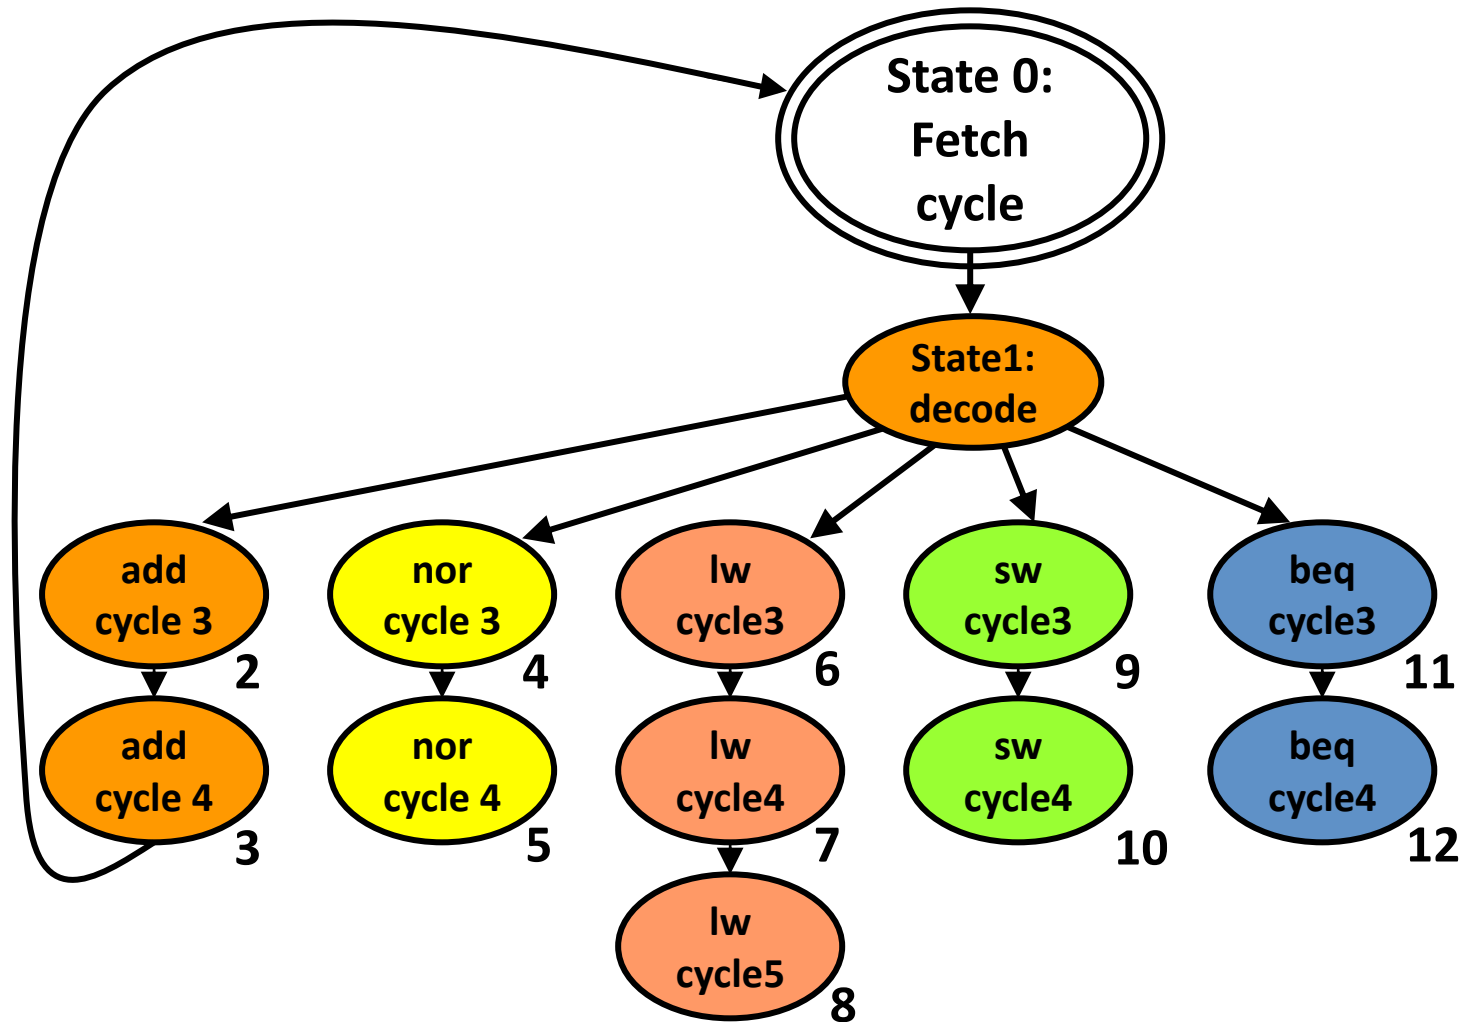 State 0:
Fetch
cycle
State1:
decode
add
cycle 3
2
nor
cycle 3
4
lw
cycle3
6
sw
cycle3
9
beq
cycle3
11
add
cycle 4
3
nor
cycle 4
5
lw
cycle4
7
sw
cycle4
10
beq
cycle4
12
lw
cycle5
8